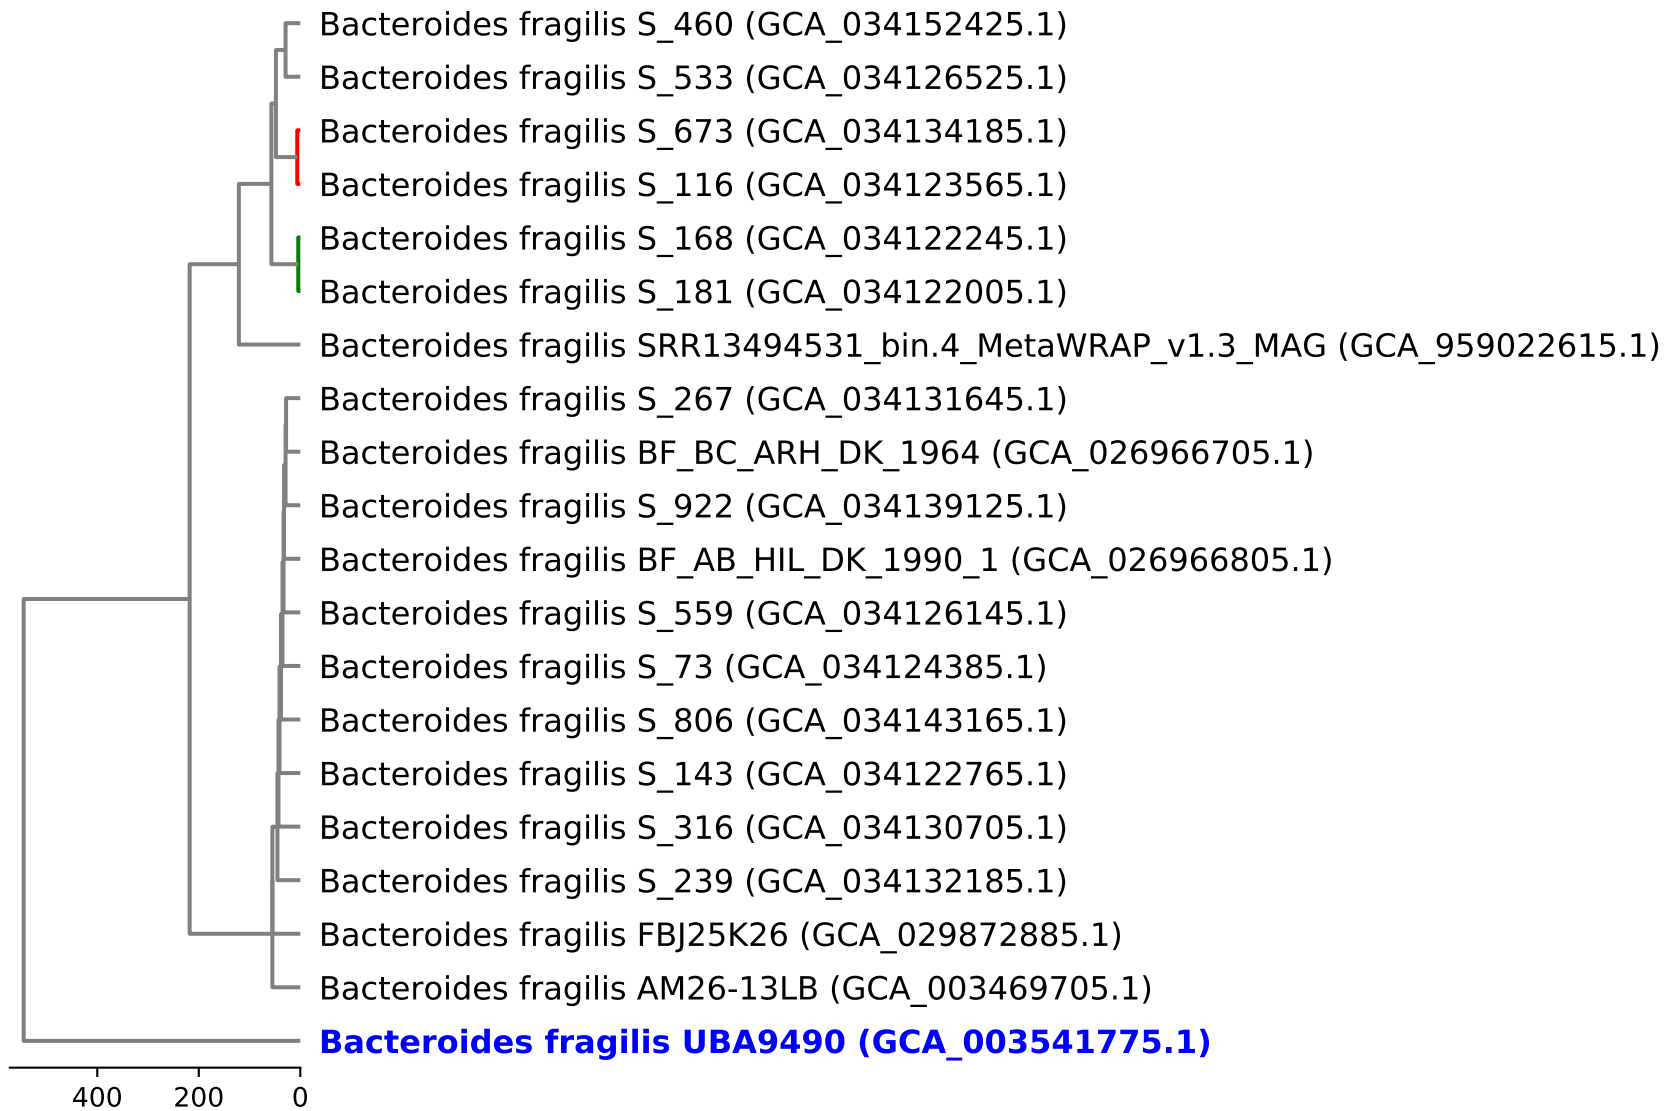 Bacteroides fragilis S_460 (GCA_034152425.1)
Bacteroides fragilis S_533 (GCA_034126525.1)
Bacteroides fragilis S_673 (GCA_034134185.1)
Bacteroides fragilis S_116 (GCA_034123565.1)
Bacteroides fragilis S_168 (GCA_034122245.1)
Bacteroides fragilis S_181 (GCA_034122005.1)
Bacteroides fragilis SRR13494531_bin.4_MetaWRAP_v1.3_MAG (GCA_959022615.1)
Bacteroides fragilis S_267 (GCA_034131645.1)
Bacteroides fragilis BF_BC_ARH_DK_1964 (GCA_026966705.1)
Bacteroides fragilis S_922 (GCA_034139125.1)
Bacteroides fragilis BF_AB_HIL_DK_1990_1 (GCA_026966805.1)
Bacteroides fragilis S_559 (GCA_034126145.1)
Bacteroides fragilis S_73 (GCA_034124385.1)
Bacteroides fragilis S_806 (GCA_034143165.1)
Bacteroides fragilis S_143 (GCA_034122765.1)
Bacteroides fragilis S_316 (GCA_034130705.1)
Bacteroides fragilis S_239 (GCA_034132185.1)
Bacteroides fragilis FBJ25K26 (GCA_029872885.1)
Bacteroides fragilis AM26-13LB (GCA_003469705.1)
Bacteroides fragilis UBA9490 (GCA_003541775.1)
400 200 0